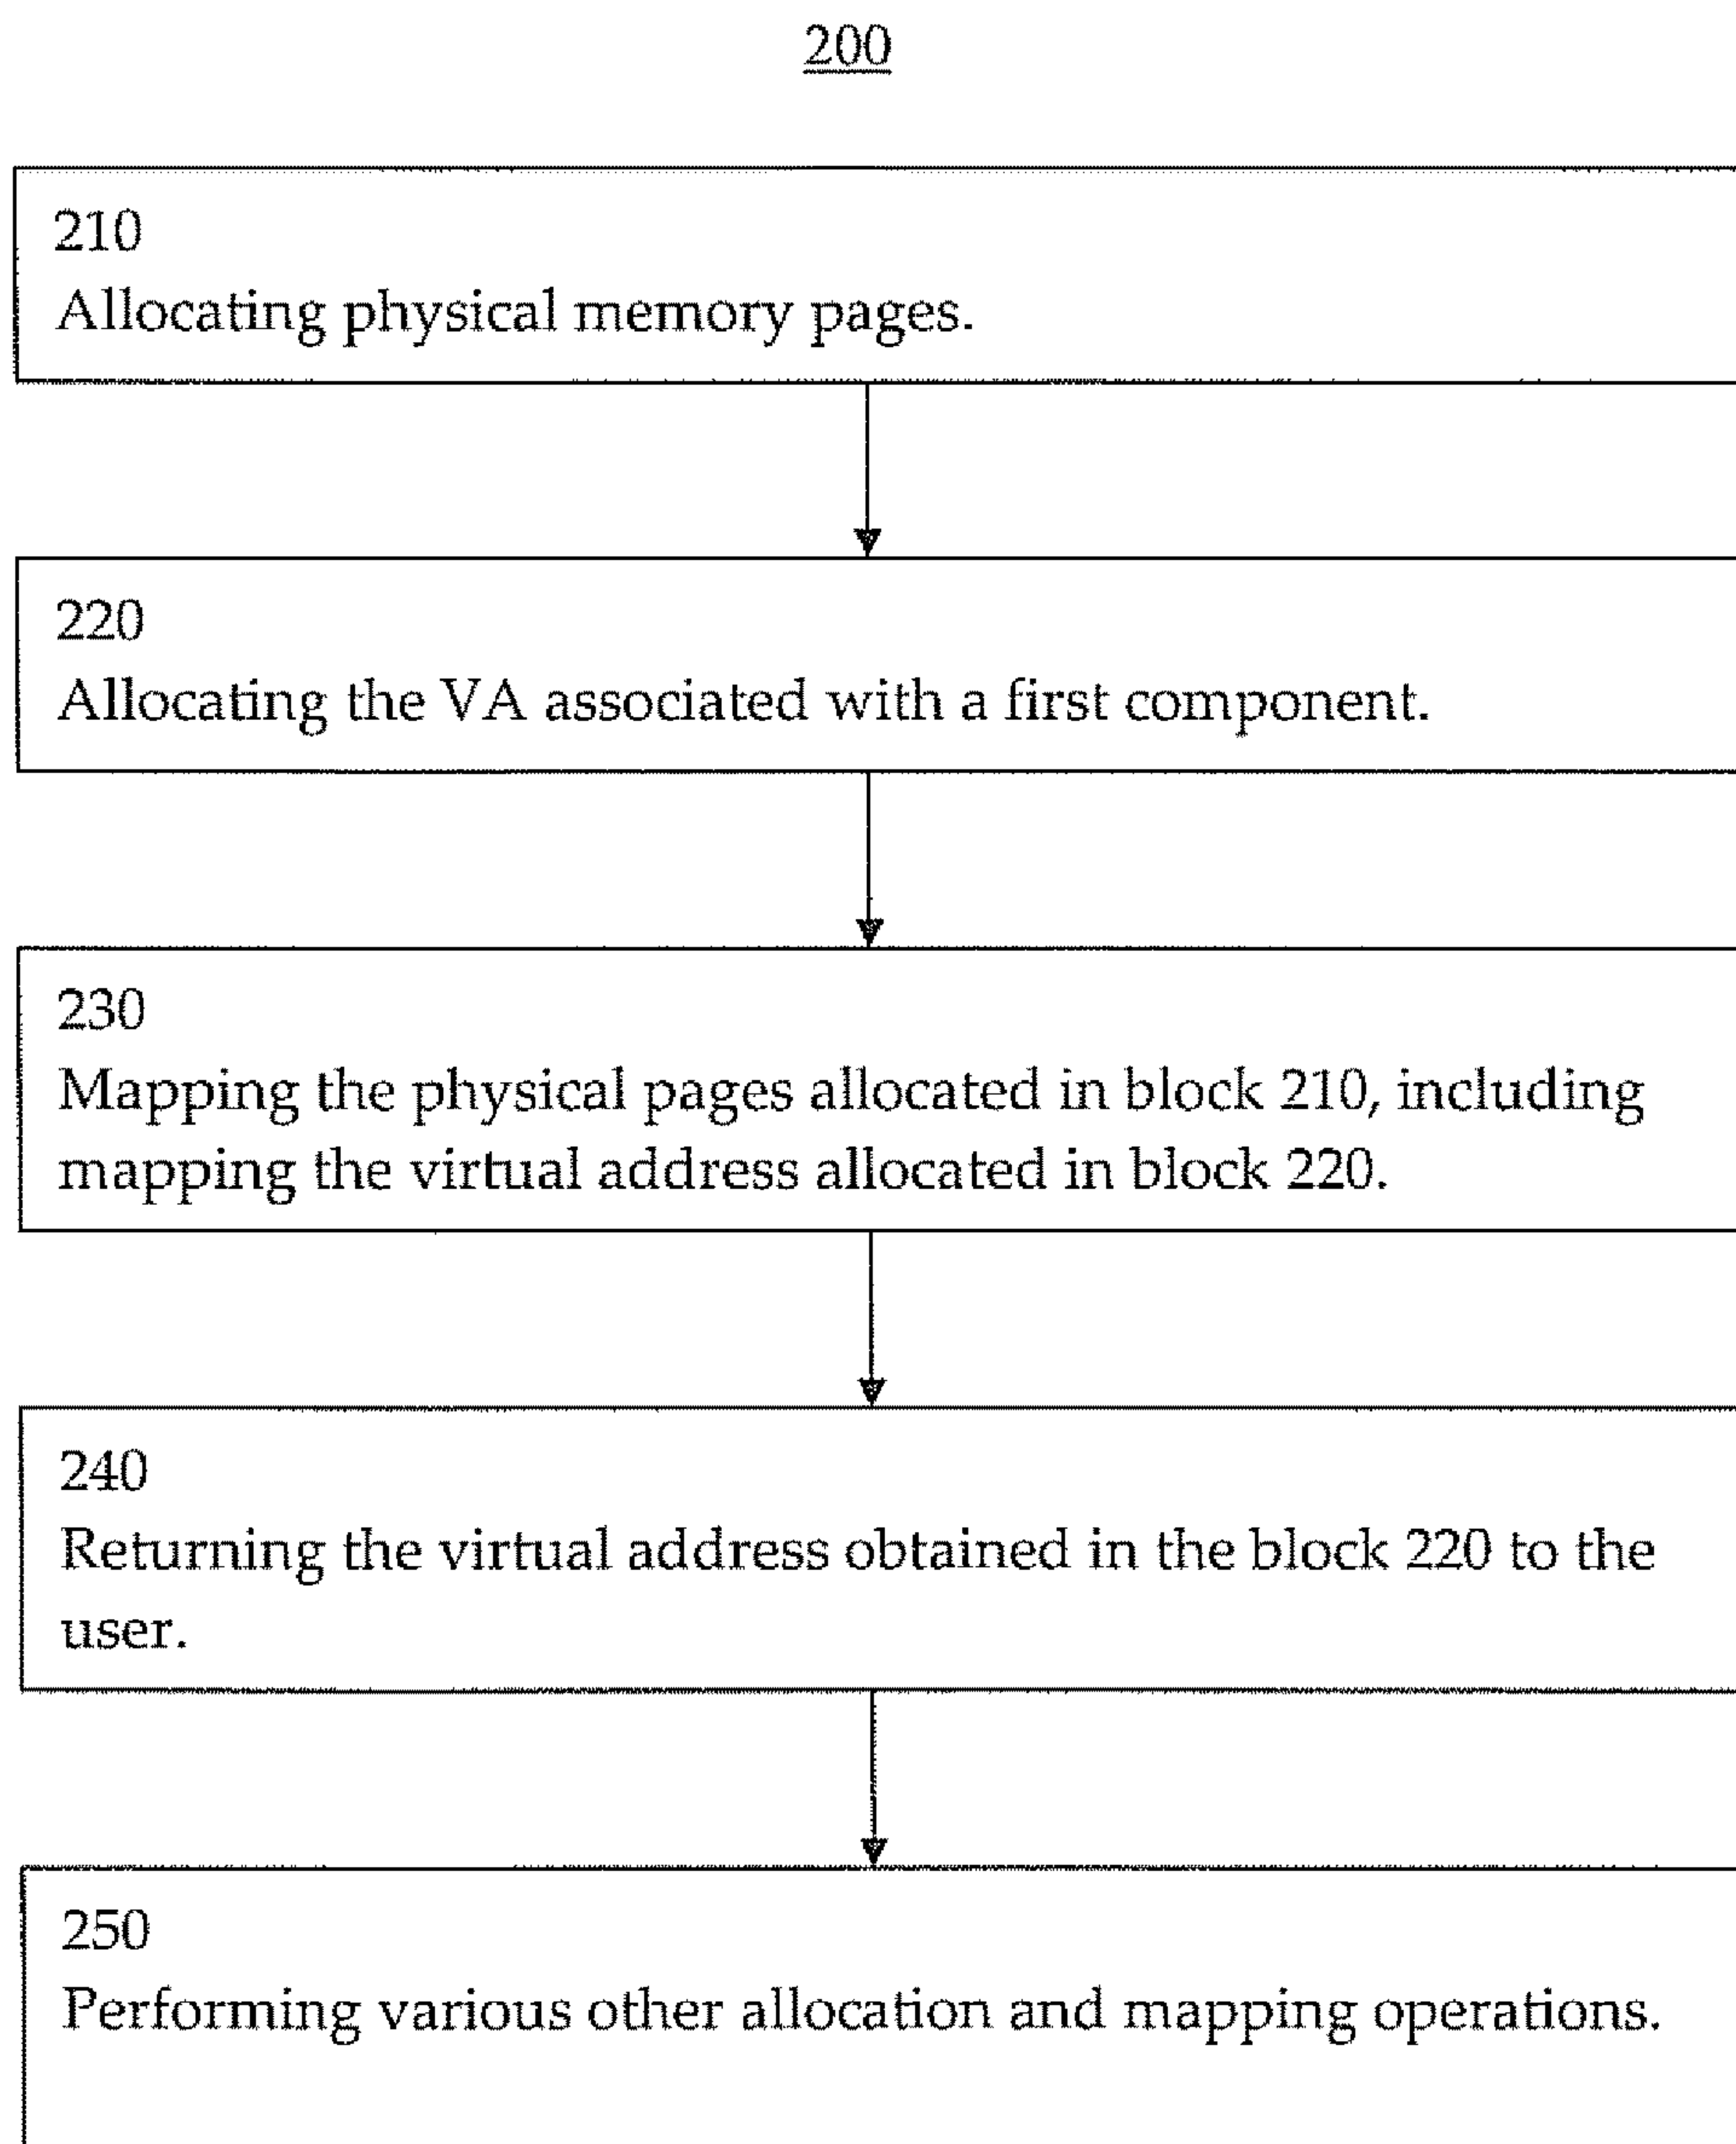 200
210
Allocating physical memory pages.
220
Allocating the VA associated with a first component.
230
Mapping the physical pages allocated in block 210, including
mapping the virtual address allocated in block 220.
240
Returning the virtual address obtained in the block 220 to the
user.
250
Performing various other allocation and mapping operations.